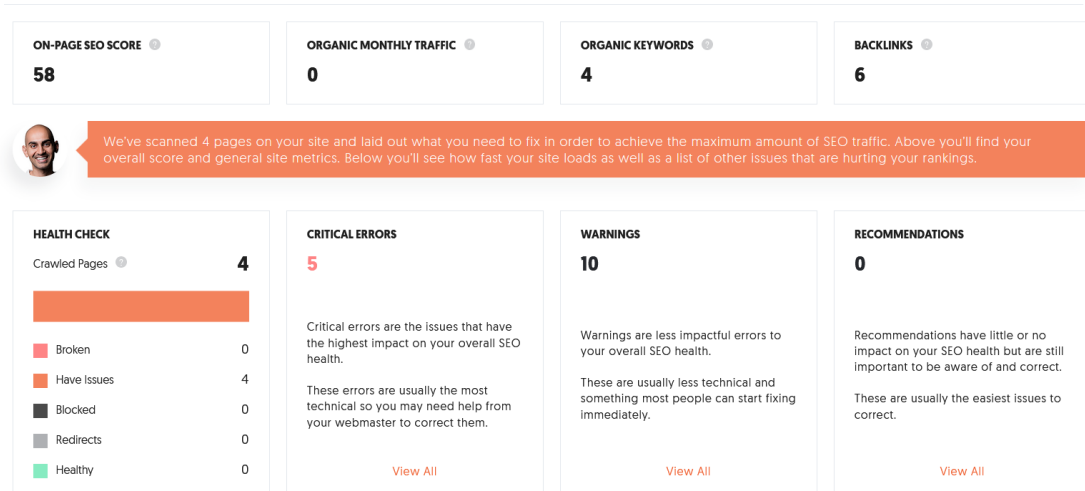 ON-PAGE SEO SCORE ?
58
ORGANIC MONTHLY TRAFFIC ?
0
ORGANIC KEYWORDS ?
4
BACKLINKS ?
6
We've scanned 4 pages on your site and laid out what you need to fix in order to achieve the maximum amount of SEO traffic. Above you'll find your
overall score and general site metrics. Below you'll see how fast your site loads as well as a list of other issues that are hurting your rankings.
HEALTH CHECK
Crawled Pages ? 4
Broken 0
Have Issues 4
Blocked 0
Redirects 0
Healthy 0
CRITICAL ERRORS
5
Critical errors are the issues that have
the highest impact on your overall SEO
health.
These errors are usually the most
technical so you may need help from
your webmaster to correct them.
View All
WARNINGS
10
Warnings are less impactful errors to
your overall SEO health.
These are usually less technical and
something most people can start fixing
immediately.
View All
RECOMMENDATIONS
0
Recommendations have little or no
impact on your SEO health but are still
important to be aware of and correct.
These are usually the easiest issues to
correct.
View All